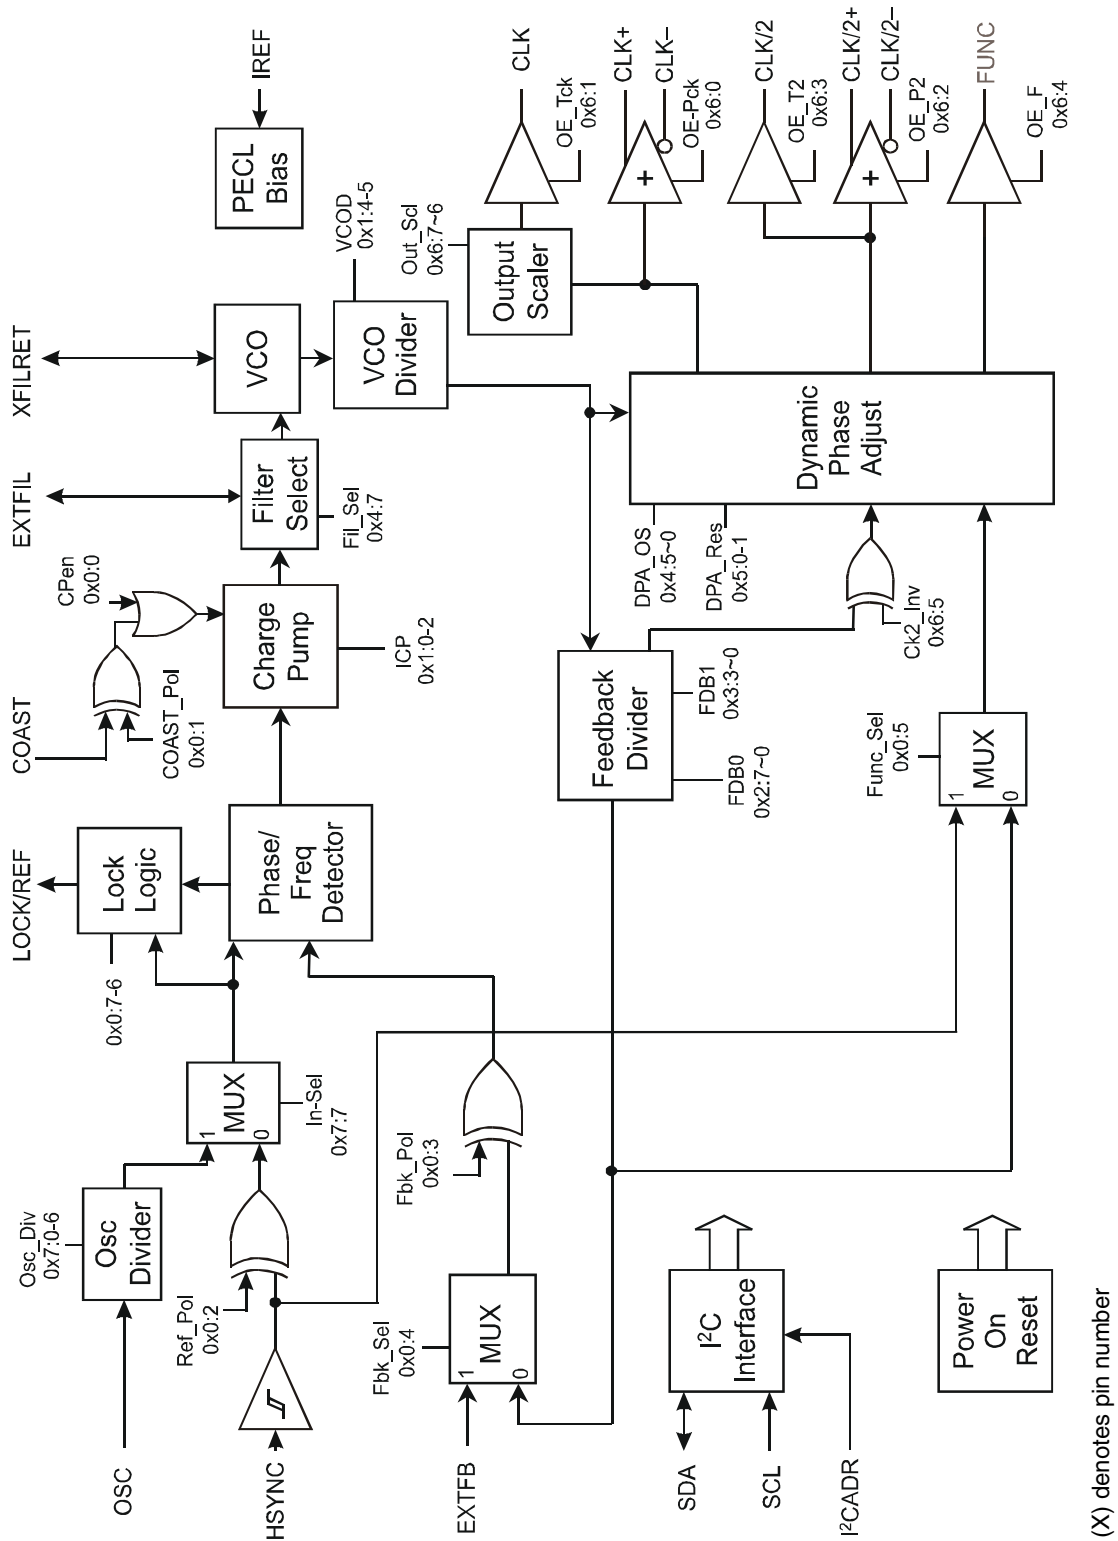 OSC
Osc_Div
0x7:0-6
Osc
Divider
HSYNC
Ref_Pol
0x0:2
1
0
MUX
In-Sel
0x7:7
0x0:7-6
LOCK/REF
Lock
Logic
Phase/
Freq
Detector
COAST
COAST_Pol
0x0:1
CPen
0x0:0
Charge
Pump
ICP
0x1:0-2
EXTFIL
Filter
Select
Fil_Sel
0x4:7
XFILRET
VCO
VCO
Divider
VCOD
0x1:4-5
PECL
Bias
IREF
EXTFB
Fbk_Sel
0x0:4
1
0
MUX
Fbk_Pol
0x0:3
Feedback
Divider
FDB0
0x2:7~0
FDB1
0x3:3~0
DPA_OS
0x4:5~0
DPA_Res
0x5:0-1
Dynamic
Phase
Adjust
Ck2_Inv
0x6:5
Func_Sel
0x0:5
1
0
MUX
Out_Scl
0x6:7~6
Output
Scaler
CLK
OE_Tck
0x6:1
CLK+
CLK–
OE-Pck
0x6:0
CLK/2
OE_T2
0x6:3
CLK/2+
CLK/2–
OE_P2
0x6:2
FUNC
OE_F
0x6:4
SDA
SCL
I²CADR
I²C
Interface
Power
On
Reset
(X) denotes pin number